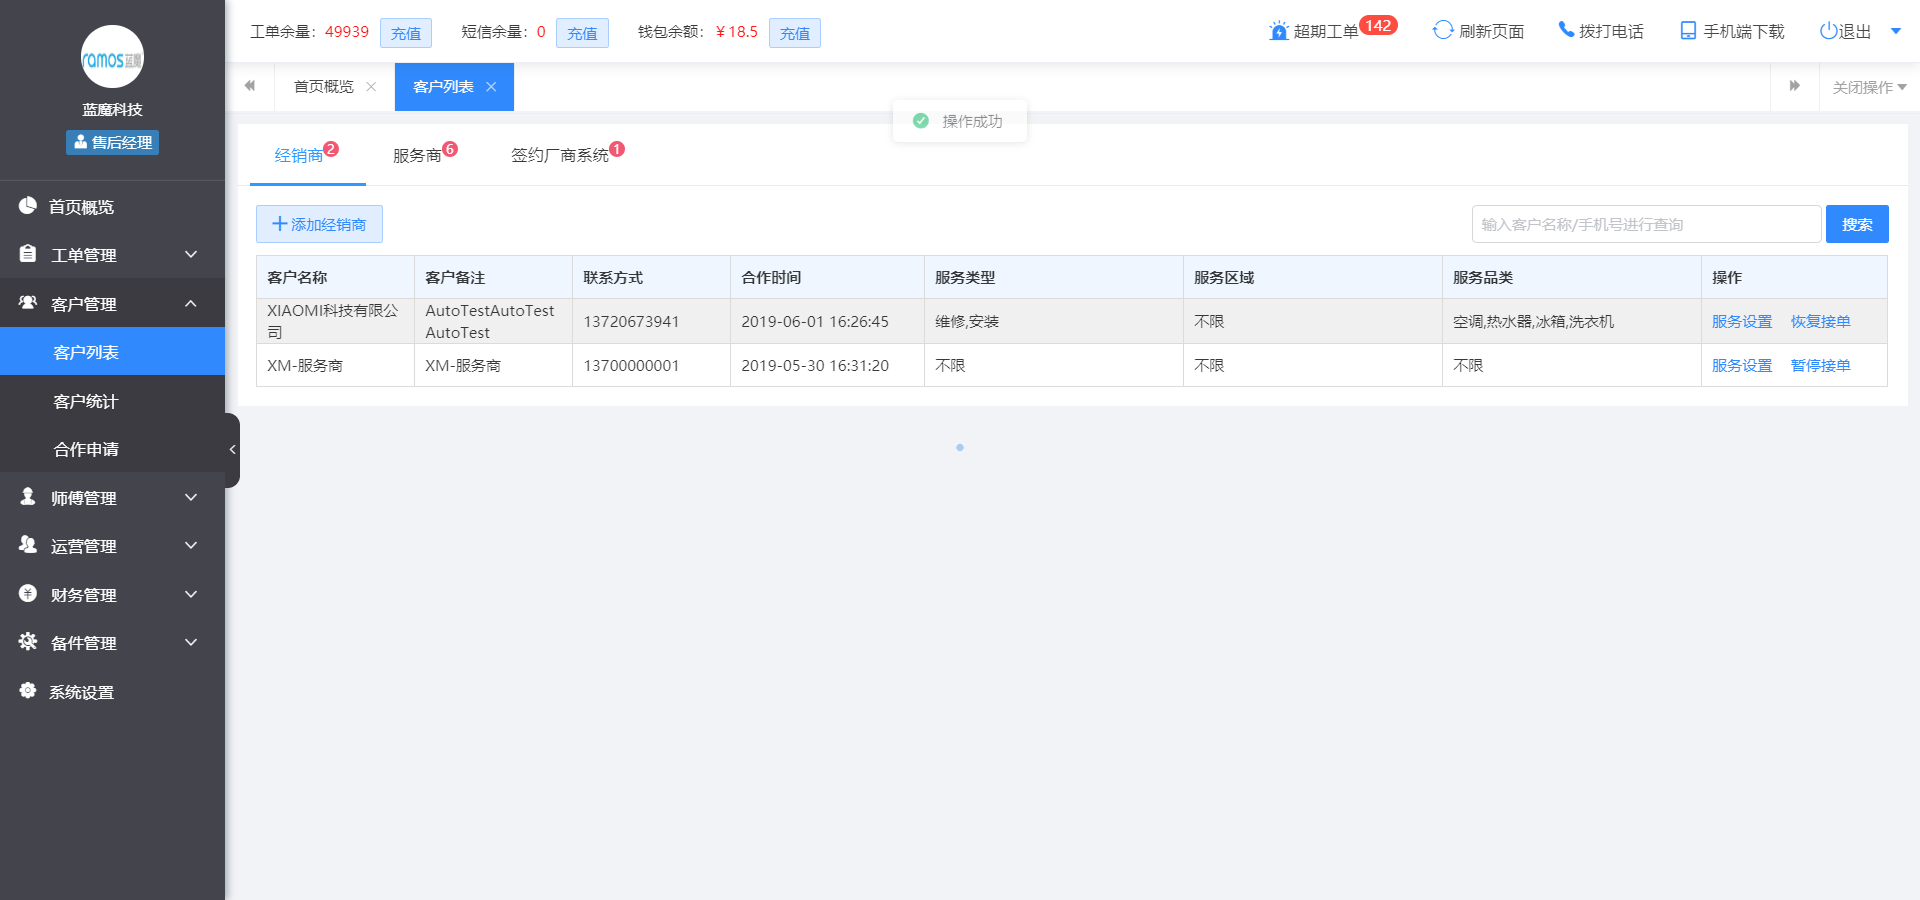 工单余量：49939 充值 短信余量：0 充值 钱包余额：￥18.5 充值
超期工单 142 刷新页面 拨打电话 手机端下载 退出
ramos蓝魔
蓝魔科技
售后经理
首页概览
工单管理
客户管理
客户列表
客户统计
合作申请
师傅管理
运营管理
财务管理
备件管理
系统设置
首页概览 客户列表 关闭操作
操作成功
经销商 2 服务商 6 签约厂商系统 1
添加经销商
输入客户名称/手机号进行查询 搜索
客户名称 客户备注 联系方式 合作时间 服务类型 服务区域 服务品类 操作
XIAOMI科技有限公司 AutoTestAutoTestAutoTest 13720673941 2019-06-01 16:26:45 维修,安装 不限 空调,热水器,冰箱,洗衣机 服务设置 恢复接单
XM-服务商 XM-服务商 13700000001 2019-05-30 16:31:20 不限 不限 不限 服务设置 暂停接单